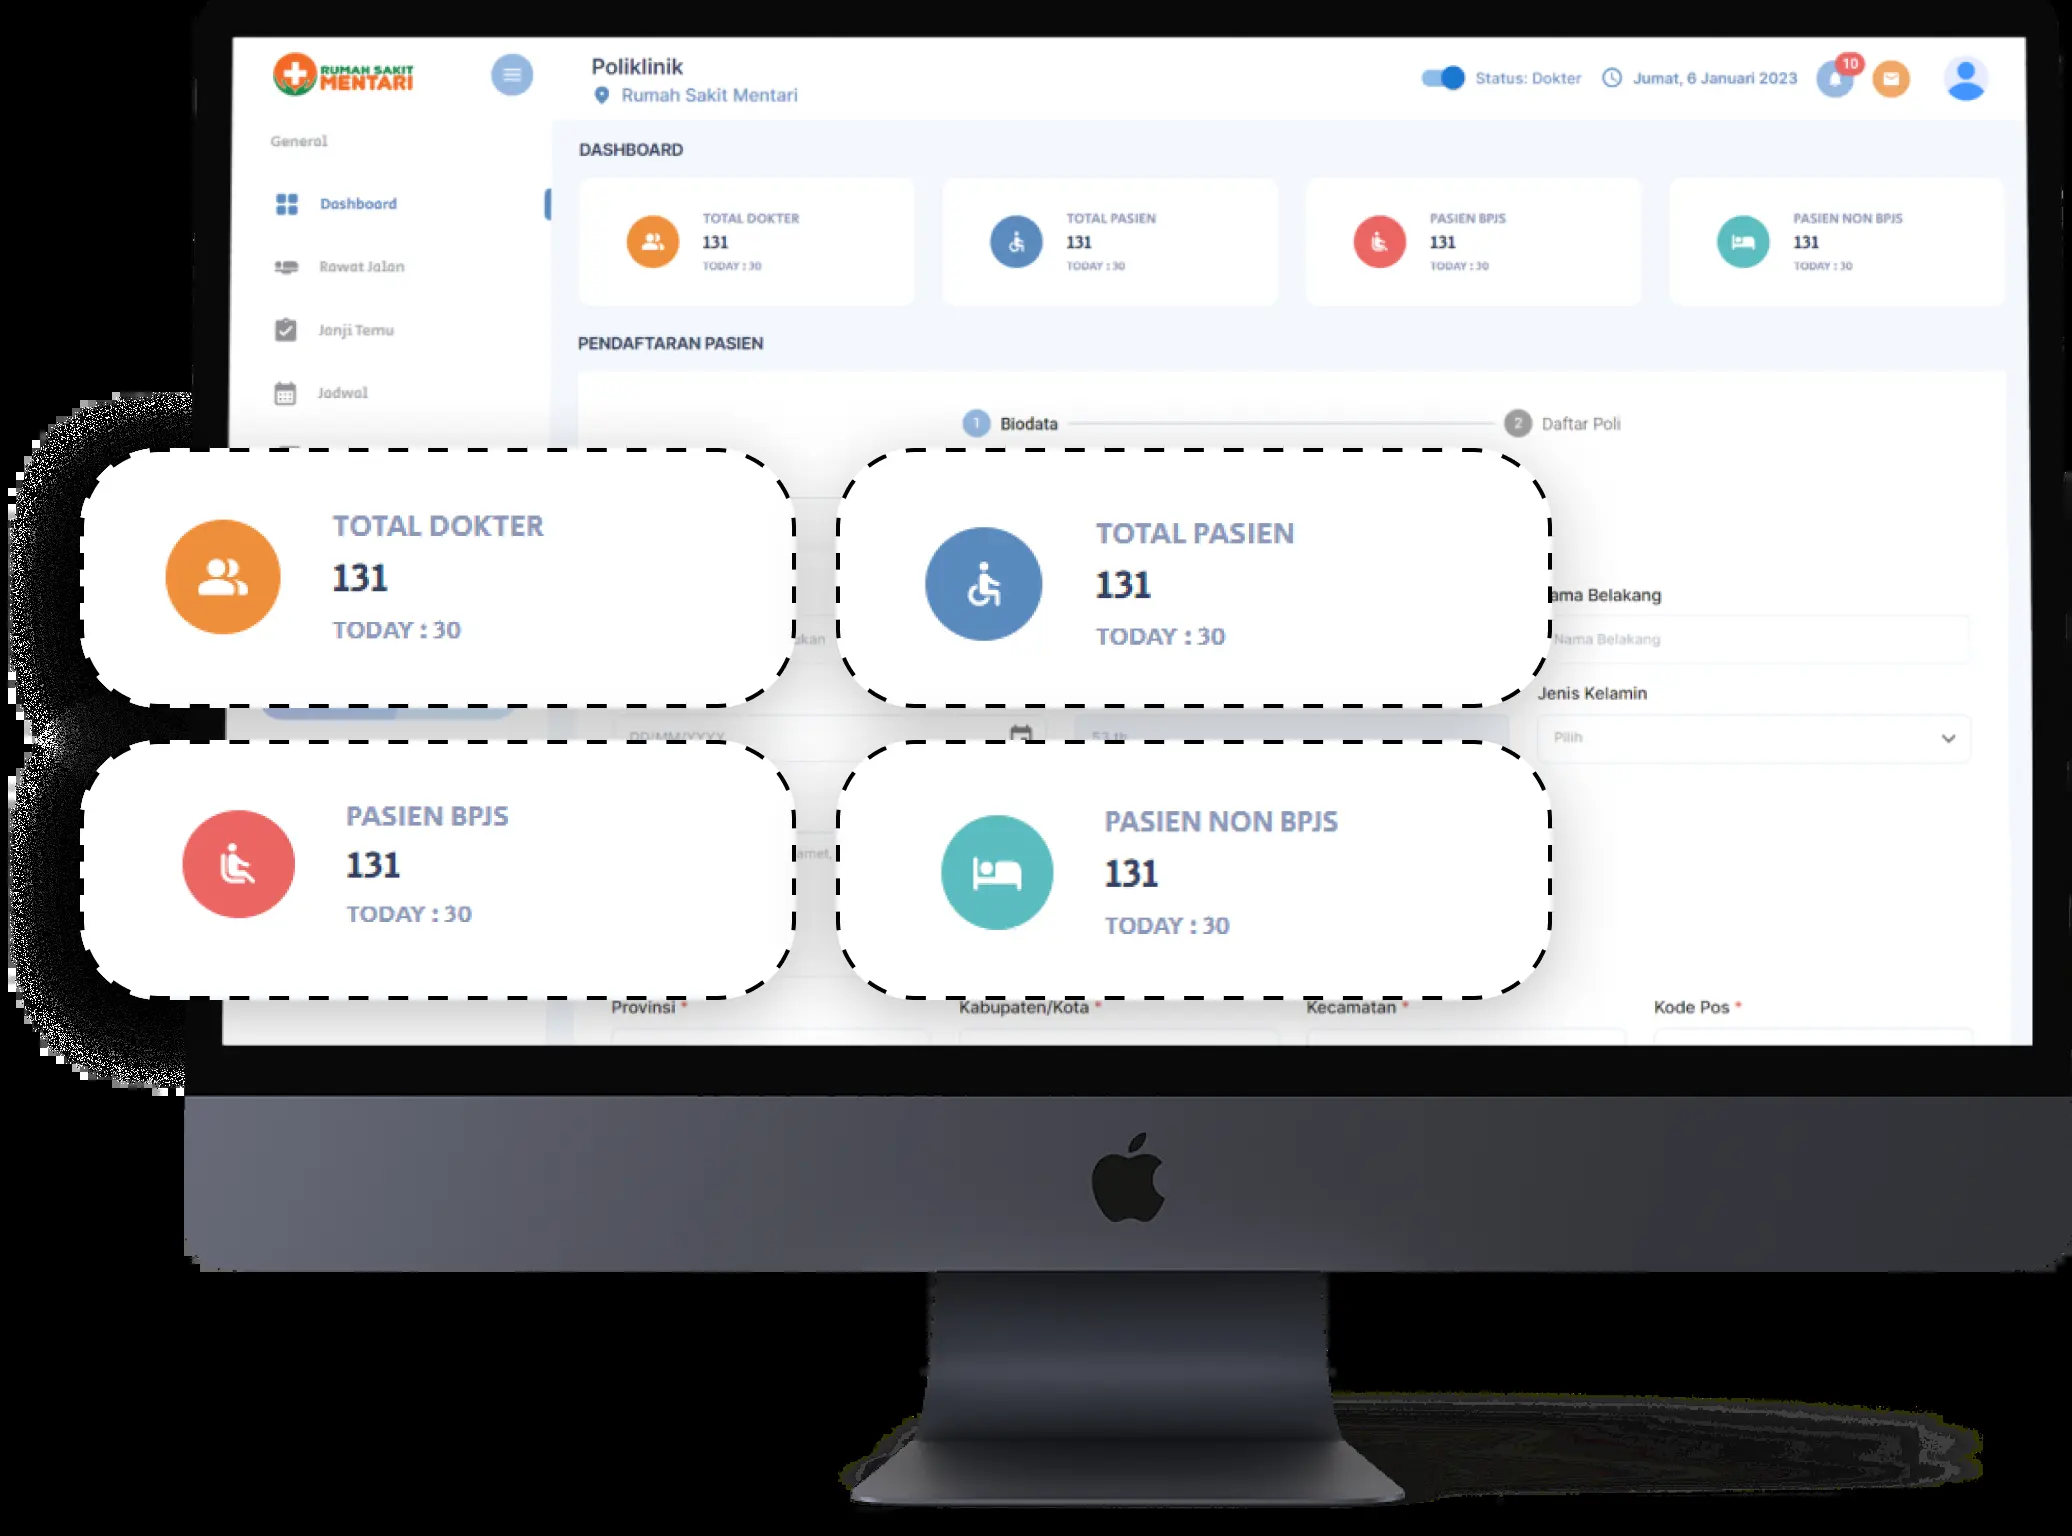 RUMAH SAKIT
MENTARI
Poliklinik
Rumah Sakit Mentari
Status: Dokter
Jumat, 6 Januari 2023
10
General
Dashboard
Rawat Jalan
Janji Temu
Jadwal
DASHBOARD
TOTAL DOKTER
131
TODAY : 30
TOTAL PASIEN
131
TODAY : 30
PASIEN BPJS
131
TODAY : 30
PASIEN NON BPJS
131
TODAY : 30
PENDAFTARAN PASIEN
1 Biodata
2 Daftar Poli
TOTAL DOKTER
131
TODAY : 30
TOTAL PASIEN
131
TODAY : 30
ama Belakang
Nama Belakang
Jenis Kelamin
Pilih
DD/MM/YYYY
53 th
PASIEN BPJS
131
TODAY : 30
PASIEN NON BPJS
131
TODAY : 30
amet,
Provinsi *
Kabupaten/Kota *
Kecamatan *
Kode Pos *